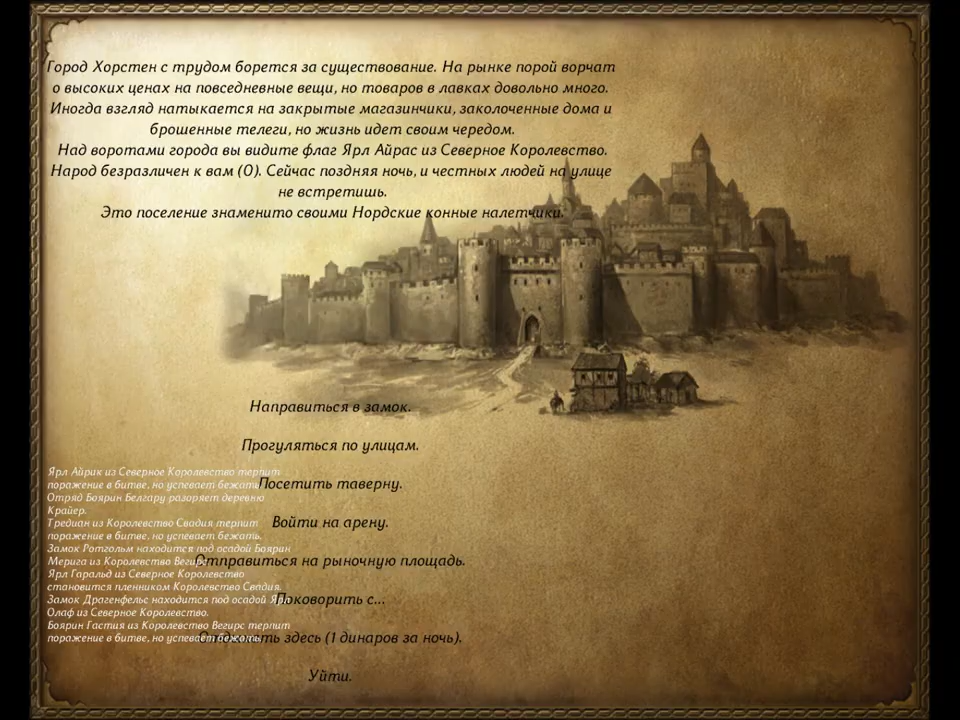 Город Хорстен с трудом борется за существование. На рынке порой ворчат
о высоких ценах на повседневные вещи, но товаров в лавках довольно много.
Иногда взгляд натыкается на закрытые магазинчики, заколоченные дома и
брошенные телеги, но жизнь идет своим чередом.
Над воротами города вы видите флаг Ярл Айрас из Северное Королевство.
Народ безразличен к вам (0). Сейчас поздняя ночь, и честных людей на улице
не встретишь.
Это поселение знаменито своими Нордские конные налетчики.
Направиться в замок.
Прогуляться по улицам.
Посетить таверну.
Войти на арену.
Отправиться на рыночную площадь.
Поковорить с...
здесь (1 динаров за ночь).
Уйти.
Ярл Айрик из Северное Королевство терпит
поражение в битве, но успевает бежать.
Отряд Боярин Белгару разоряет деревню
Крайер.
Тредиан из Королевство Свадия терпит
поражение в битве, но успевает бежать.
Замок Ротгольм находится под осадой Боярин
Мерига из Королевство Вегирс.
Ярл Гаральд из Северное Королевство
становится пленником Королевство Свадия.
Замок Драгенфельс находится под осадой Ярл
Олаф из Северное Королевство.
Боярин Гастия из Королевство Вегирс терпит
поражение в битве, но успевает бежать.